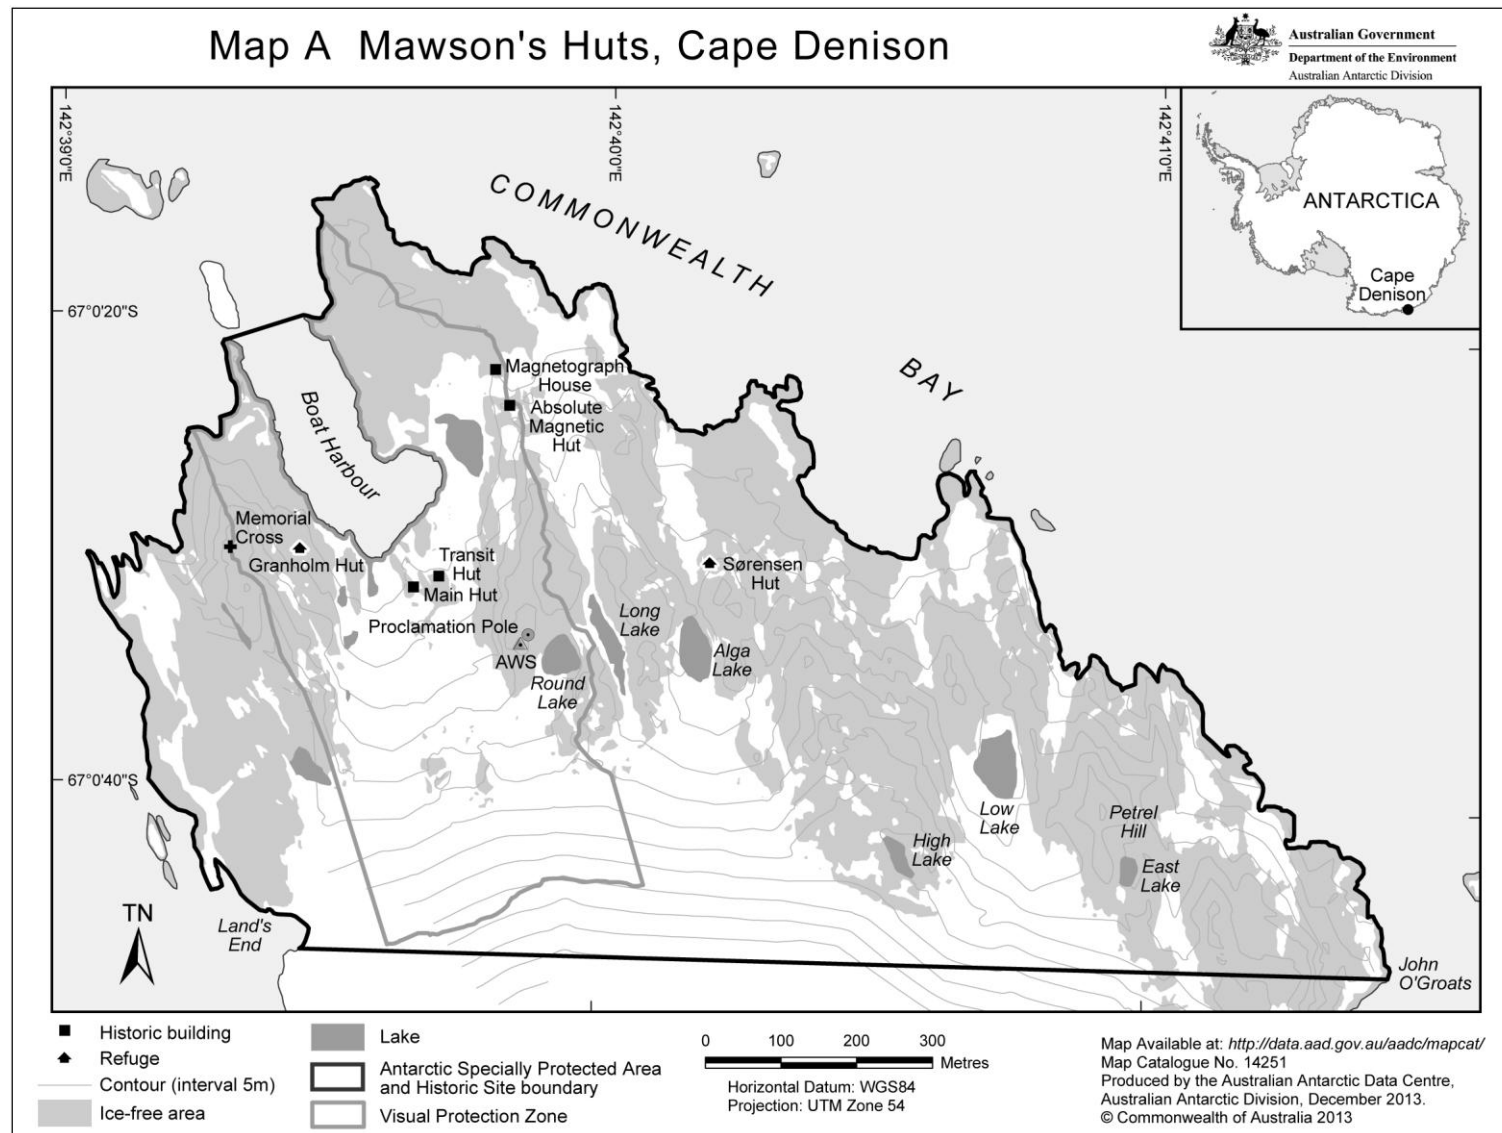 Map A Mawson's Huts, Cape Denison
Australian Government
Department of the Environment
Australian Antarctic Division
142°39'0"E
142°40'0"E
142°41'0"E
ANTARCTICA
Cape
Denison
COMMONWEALTH
BAY
67°0'20"S
67°0'40"S
Magnetograph
House
Absolute
Magnetic
Hut
Boat Harbour
Memorial
Cross
Granholm Hut
Transit
Hut
Main Hut
Sørensen
Hut
Proclamation Pole
AWS
Long
Lake
Alga
Lake
Round
Lake
Low
Lake
High
Lake
Petrel
Hill
East
Lake
TN
Land's
End
John
O'Groats
Historic building
Refuge
Contour (interval 5m)
Ice-free area
Lake
Antarctic Specially Protected Area
and Historic Site boundary
Visual Protection Zone
0 100 200 300
Metres
Horizontal Datum: WGS84
Projection: UTM Zone 54
Map Available at: http://data.aad.gov.au/aadc/mapcat/
Map Catalogue No. 14251
Produced by the Australian Antarctic Data Centre,
Australian Antarctic Division, December 2013.
© Commonwealth of Australia 2013